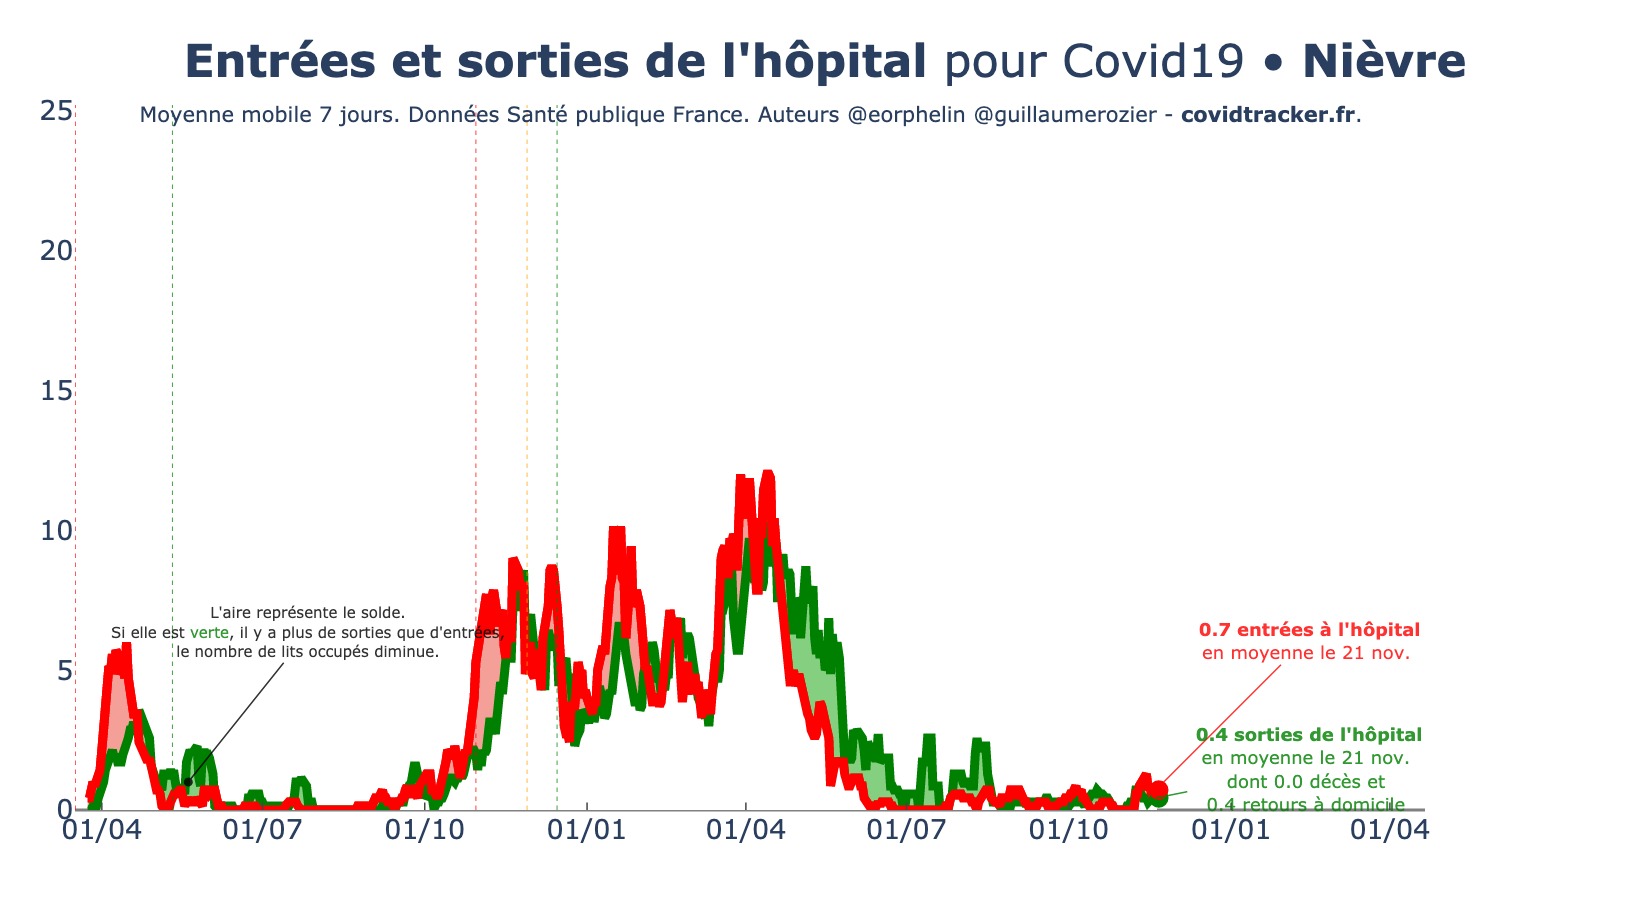 Entrées et sorties de l'hôpital pour Covid19 • Nièvre
Moyenne mobile 7 jours. Données Santé publique France. Auteurs @eorphelin @guillaumerozier - covidtracker.fr.
25
20
15
10
5
0
L'aire représente le solde.
Si elle est verte, il y a plus de sorties que d'entrées,
le nombre de lits occupés diminue.
0.7 entrées à l'hôpital
en moyenne le 21 nov.
0.4 sorties de l'hôpital
en moyenne le 21 nov.
dont 0.0 décès et
0.4 retours à domicile
01/04 01/07 01/10 01/01 01/04 01/07 01/10 01/01 01/04